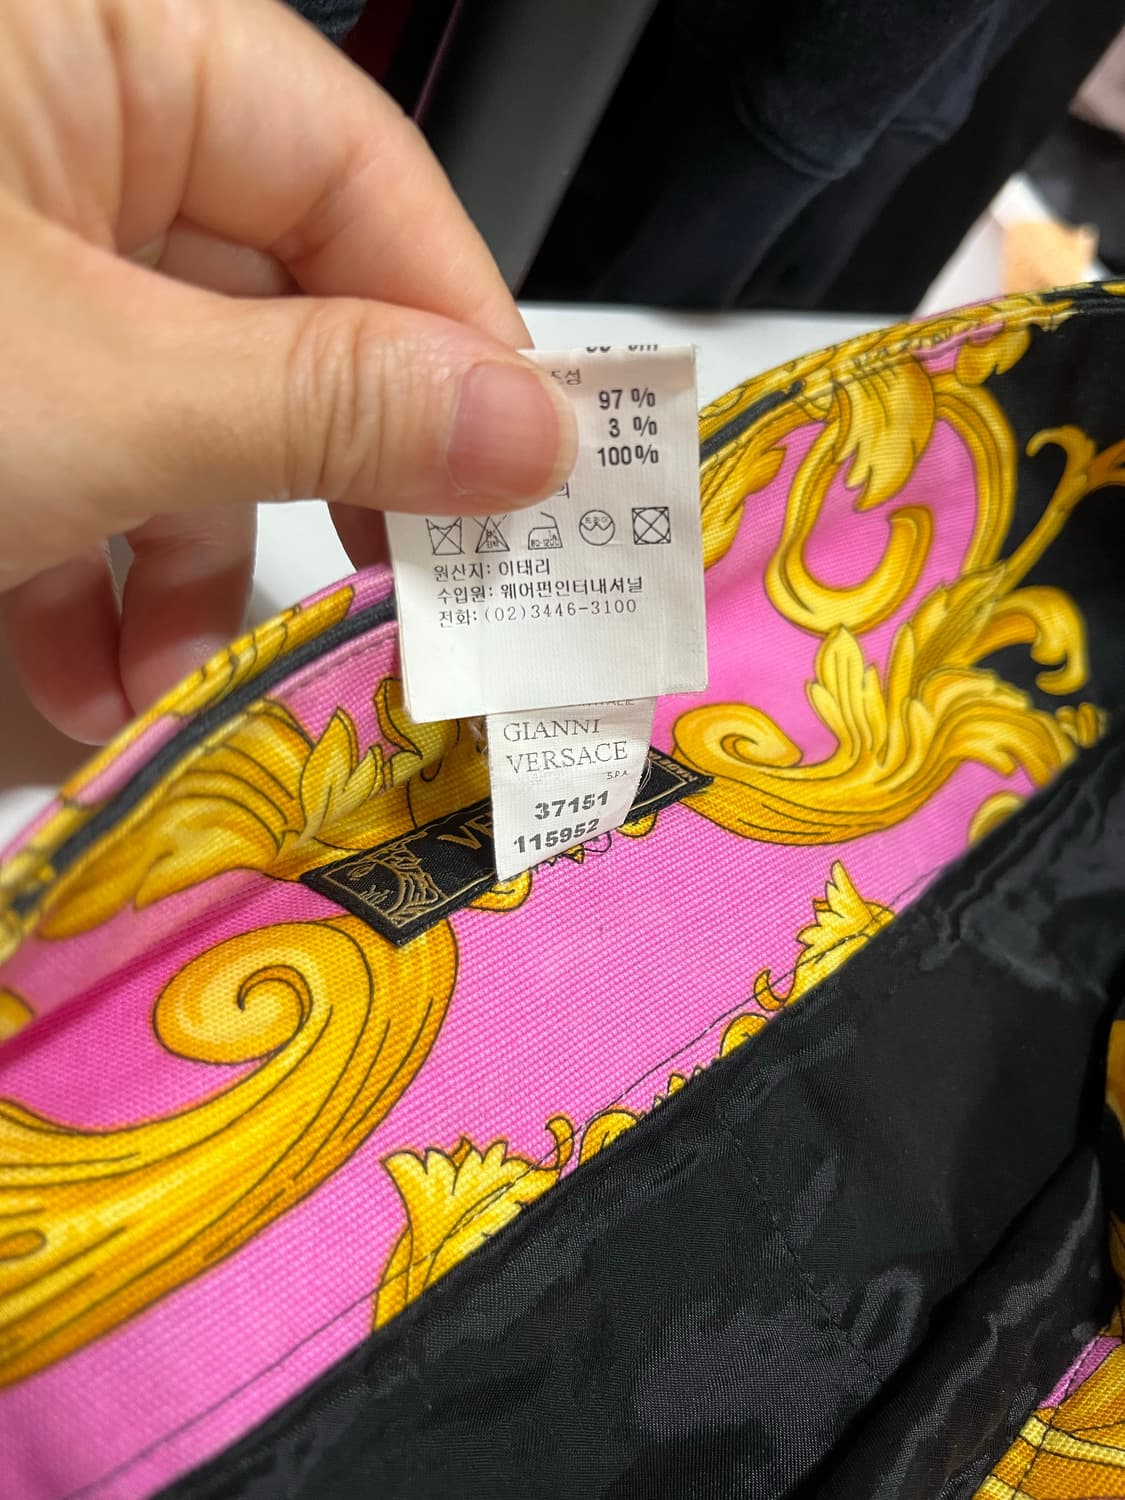 97 %
3 %
100%
원산지: 이태리
수입원: 웨어펀인터내셔널
전화: (02)3446-3100
GIANNI
VERSACE
S.P.A.
37151
115952